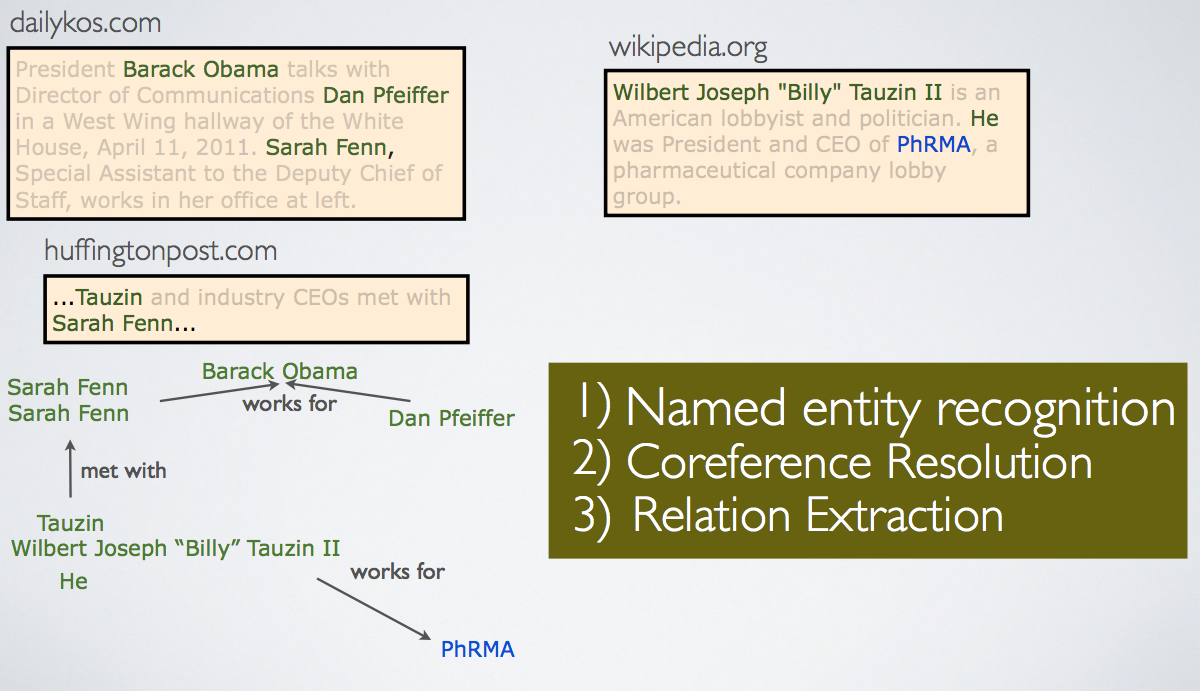 dailykos.com
President Barack Obama talks with
Director of Communications Dan Pfeiffer
in a West Wing hallway of the White
House, April 11, 2011. Sarah Fenn,
Special Assistant to the Deputy Chief of
Staff, works in her office at left.
wikipedia.org
Wilbert Joseph "Billy" Tauzin II is an
American lobbyist and politician. He
was President and CEO of PhRMA, a
pharmaceutical company lobby
group.
huffingtonpost.com
...Tauzin and industry CEOs met with
Sarah Fenn...
Barack Obama
Sarah Fenn
Sarah Fenn
works for
Dan Pfeiffer
met with
Tauzin
Wilbert Joseph “Billy” Tauzin II
He
works for
PhRMA
1) Named entity recognition
2) Coreference Resolution
3) Relation Extraction